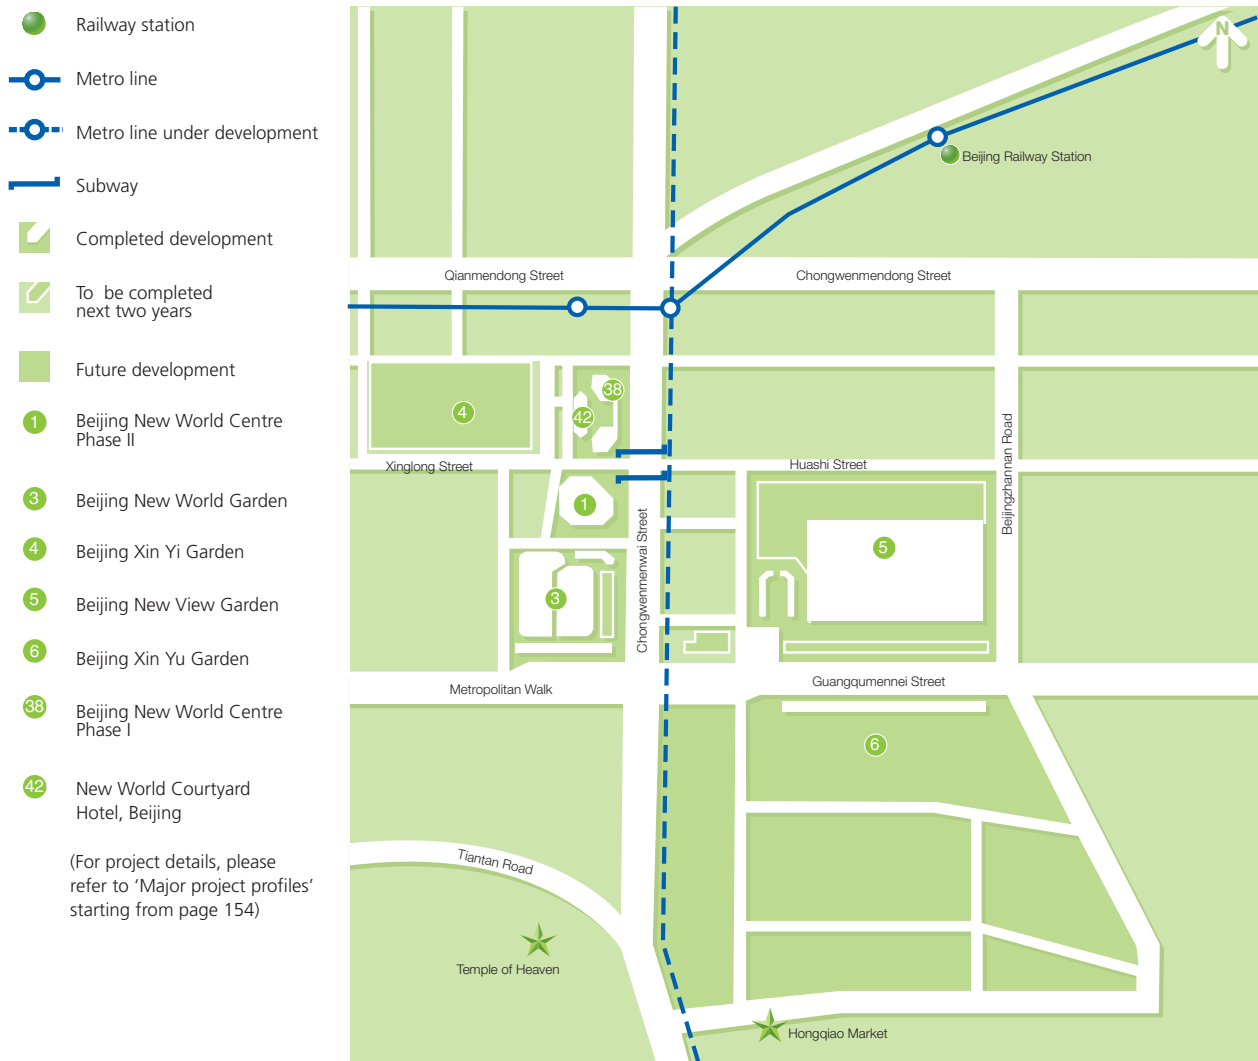 Railway station
Metro line
Metro line under development
Subway
Completed development
To be completed
next two years
Future development
1
Beijing New World Centre
Phase II
3
Beijing New World Garden
4
Beijing Xin Yi Garden
5
Beijing New View Garden
6
Beijing Xin Yu Garden
38
Beijing New World Centre
Phase I
42
New World Courtyard
Hotel, Beijing
(For project details, please
refer to ‘Major project profiles’
starting from page 154)
N
Beijing Railway Station
Qianmendong Street
Chongwenmendong Street
38
42
4
Xinglong Street
Huashi Street
Beijingzhannan Road
1
Chongwenmenwai Street
5
3
Metropolitan Walk
Guangqumennei Street
6
Tiantan Road
Temple of Heaven
Hongqiao Market